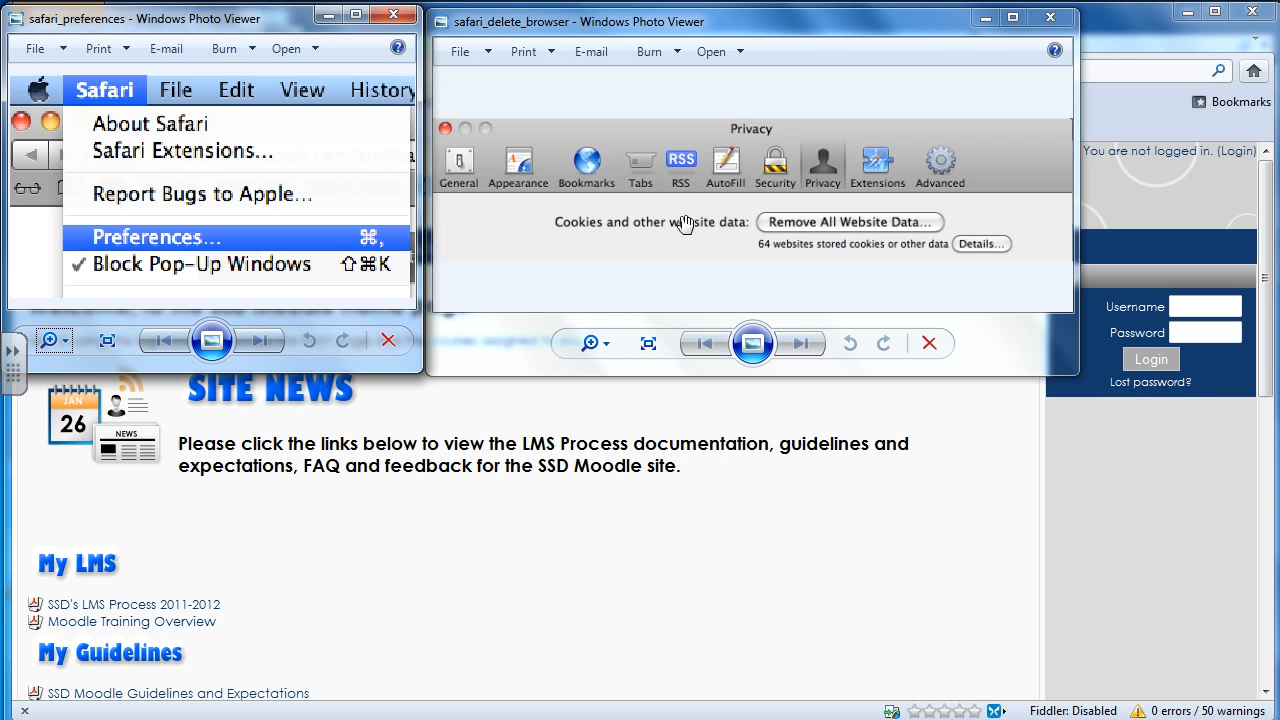 safari_preferences - Windows Photo Viewer
File Print E-mail Burn Open
Safari File Edit View History
About Safari
Safari Extensions...
Report Bugs to Apple...
Preferences... ⌘,
✓ Block Pop-Up Windows ⇧⌘K
safari_delete_browser - Windows Photo Viewer
File Print E-mail Burn Open
Privacy
RSS
General Appearance Bookmarks Tabs RSS AutoFill Security Privacy Extensions Advanced
Cookies and other website data: Remove All Website Data...
64 websites stored cookies or other data Details...
Bookmarks
You are not logged in. (Login)
Username
Password
Login
Lost password?
JAN
26
NEWS
SITE NEWS
Please click the links below to view the LMS Process documentation, guidelines and
expectations, FAQ and feedback for the SSD Moodle site.
My LMS
SSD's LMS Process 2011-2012
Moodle Training Overview
My Guidelines
SSD Moodle Guidelines and Expectations
Fiddler: Disabled 0 errors / 50 warnings